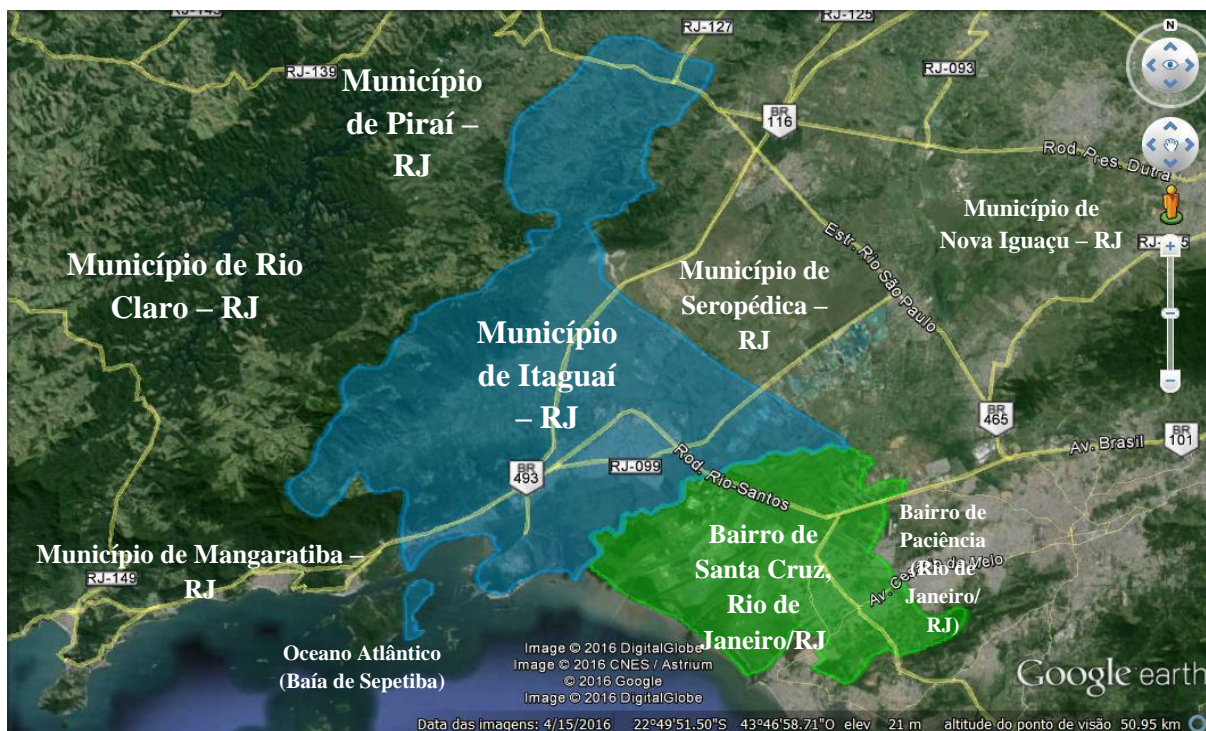 RJ-145
RJ-127
RJ-125
RJ-139
RJ-093
N
Município
de Piraí –
RJ
BR
116
Rod. Pres. Dutra
Município de
Nova Iguaçu – RJ
Estr. Rio São Paulo
Município de Rio
Claro – RJ
Município de
Seropédica –
RJ
Município
de Itaguaí
– RJ
BR
465
Av. Brasil
BR
101
BR
493
RJ-099
Rod. Rio-Santos
Município de Mangaratiba –
RJ
RJ-149
Bairro de
Santa Cruz,
Rio de
Janeiro/RJ
Bairro de
Paciência
(Rio de
Janeiro/
RJ)
Av. Cesário de Melo
Oceano Atlântico
(Baía de Sepetiba)
Image © 2016 DigitalGlobe
Image © 2016 CNES / Astrium
© 2016 Google
Image © 2016 DigitalGlobe
Google earth
Data das imagens: 4/15/2016 22°49'51.50"S 43°46'58.71"O elev 21 m altitude do ponto de visão 50.95 km